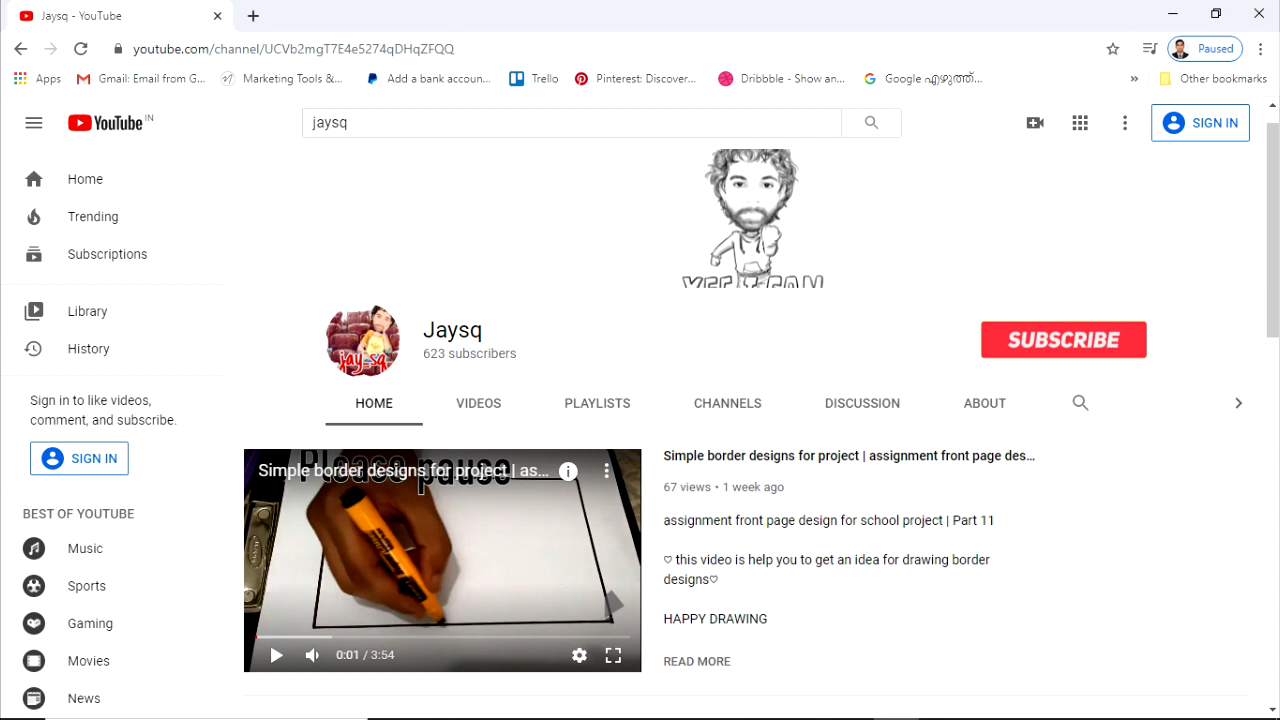 Jaysq - YouTube
youtube.com/channel/UCVb2mgT7E4e5274qDHqZFQQ
Paused
Apps
Gmail: Email from G...
Marketing Tools &...
Add a bank accoun...
Trello
Pinterest: Discover...
Dribbble - Show an...
Google എഴുത്ത്...
»
Other bookmarks
YouTube IN
jaysq
SIGN IN
Home
Trending
Subscriptions
Library
History
Sign in to like videos,
comment, and subscribe.
SIGN IN
BEST OF YOUTUBE
Music
Sports
Gaming
Movies
News
jay_sq
Jaysq
623 subscribers
SUBSCRIBE
HOME
VIDEOS
PLAYLISTS
CHANNELS
DISCUSSION
ABOUT
Please pause
Simple border designs for project | as...
0:01 / 3:54
Simple border designs for project | assignment front page des...
67 views • 1 week ago
assignment front page design for school project | Part 11
♡ this video is help you to get an idea for drawing border
designs♡
HAPPY DRAWING
READ MORE